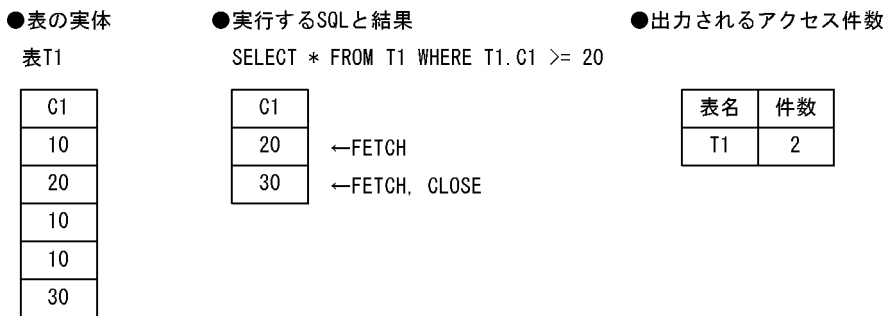 ●表の実体
表T1
C1
10
20
10
10
30
●実行するSQLと結果
SELECT * FROM T1 WHERE T1.C1 >= 20
C1
20 ←FETCH
30 ←FETCH, CLOSE
●出力されるアクセス件数
表名 件数
T1 2